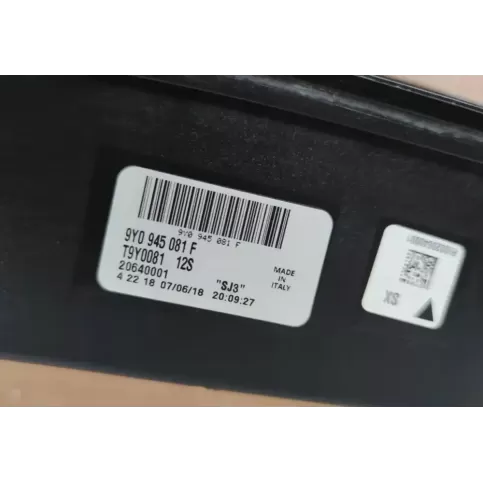 9Y0 945 081 F
9Y0 945 081 F
T9Y0081 12S
20640001 "SJ3"
4 22 18 07/06/18 20:09:27
MADE
IN
ITALY
XS